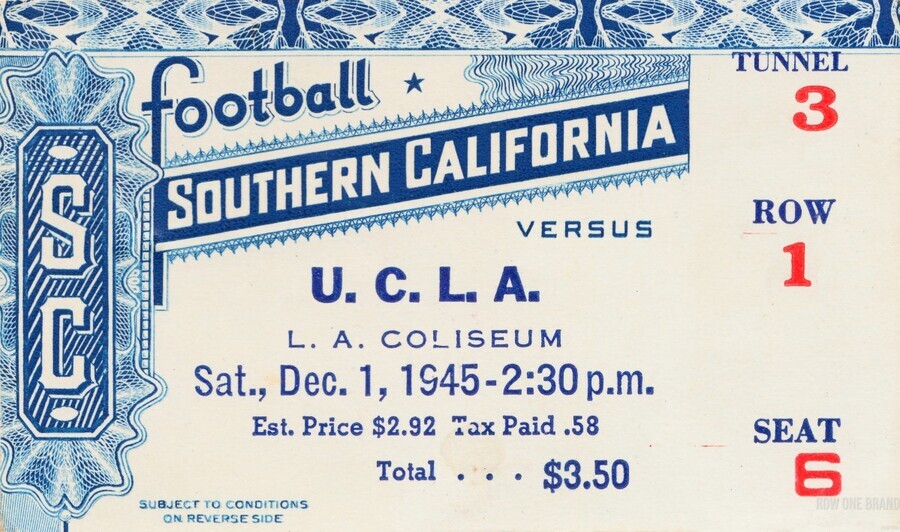 football ★
SOUTHERN CALIFORNIA
VERSUS
U. C. L. A.
L. A. COLISEUM
Sat., Dec. 1, 1945-2:30 p.m.
Est. Price $2.92 Tax Paid .58
Total . . . $3.50
SUBJECT TO CONDITIONS
ON REVERSE SIDE
SC
TUNNEL
3
ROW
1
SEAT
6
ROW ONE BRAND